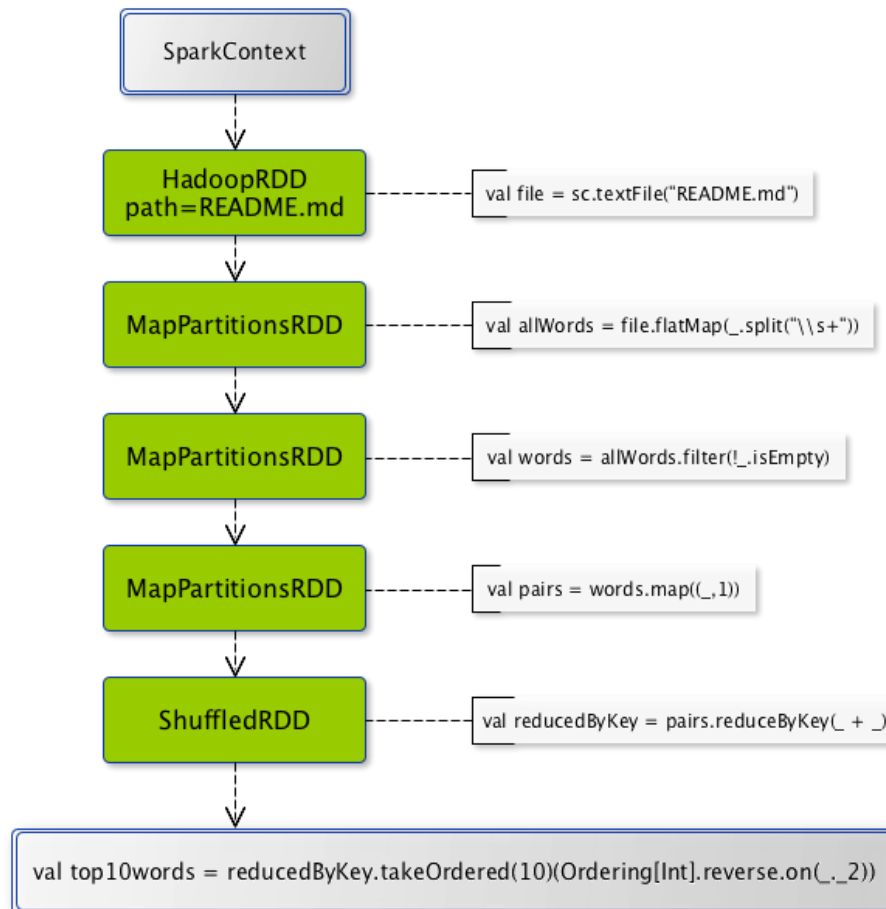 SparkContext
HadoopRDD
path=README.md
val file = sc.textFile("README.md")
MapPartitionsRDD
val allWords = file.flatMap(_.split("\\s+"))
MapPartitionsRDD
val words = allWords.filter(!_.isEmpty)
MapPartitionsRDD
val pairs = words.map((_,1))
ShuffledRDD
val reducedByKey = pairs.reduceByKey(_ + _)
val top10words = reducedByKey.takeOrdered(10)(Ordering[Int].reverse.on(_._2))